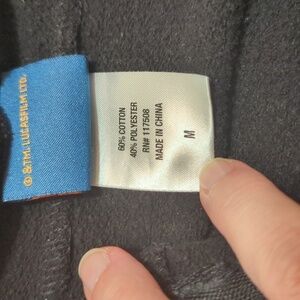 © & TM. LUCASFILM LTD.
60% COTTON
40% POLYESTER
RN# 117508
MADE IN CHINA
M